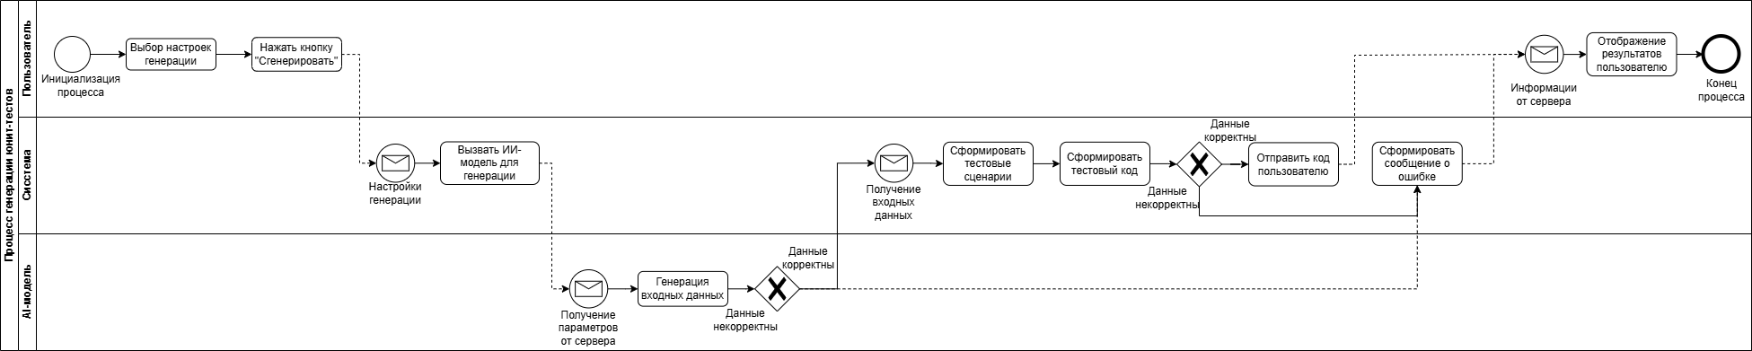 Процесс генерации юнит-тестов
Пользователь
Инициализация
процесса
Выбор настроек
генерации
Нажать кнопку
"Сгенерировать"
Информации
от сервера
Отображение
результатов
пользователю
Конец
процесса
Сисстема
Настройки
генерации
Вызвать ИИ-
модель для
генерации
Получение
входных
данных
Сформировать
тестовые
сценарии
Сформировать
тестовый код
Данные
корректны
Данные
некорректны
Отправить код
пользователю
Сформировать
сообщение о
ошибке
AI-модель
Получение
параметров
от сервера
Генерация
входных данных
Данные
корректны
Данные
некорректны